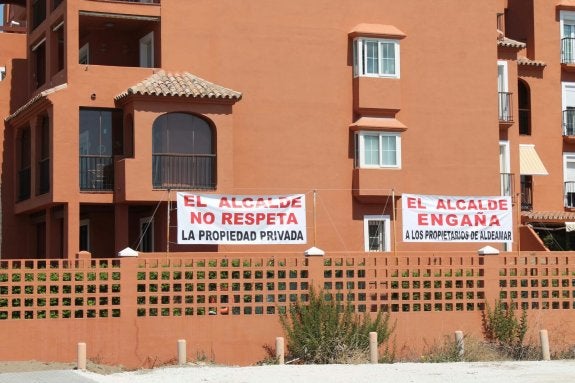 EL ALCALDE
NO RESPETA
LA PROPIEDAD PRIVADA
EL ALCALDE
ENGAÑA
A LOS PROPIETARIOS DE ALDEAMAR